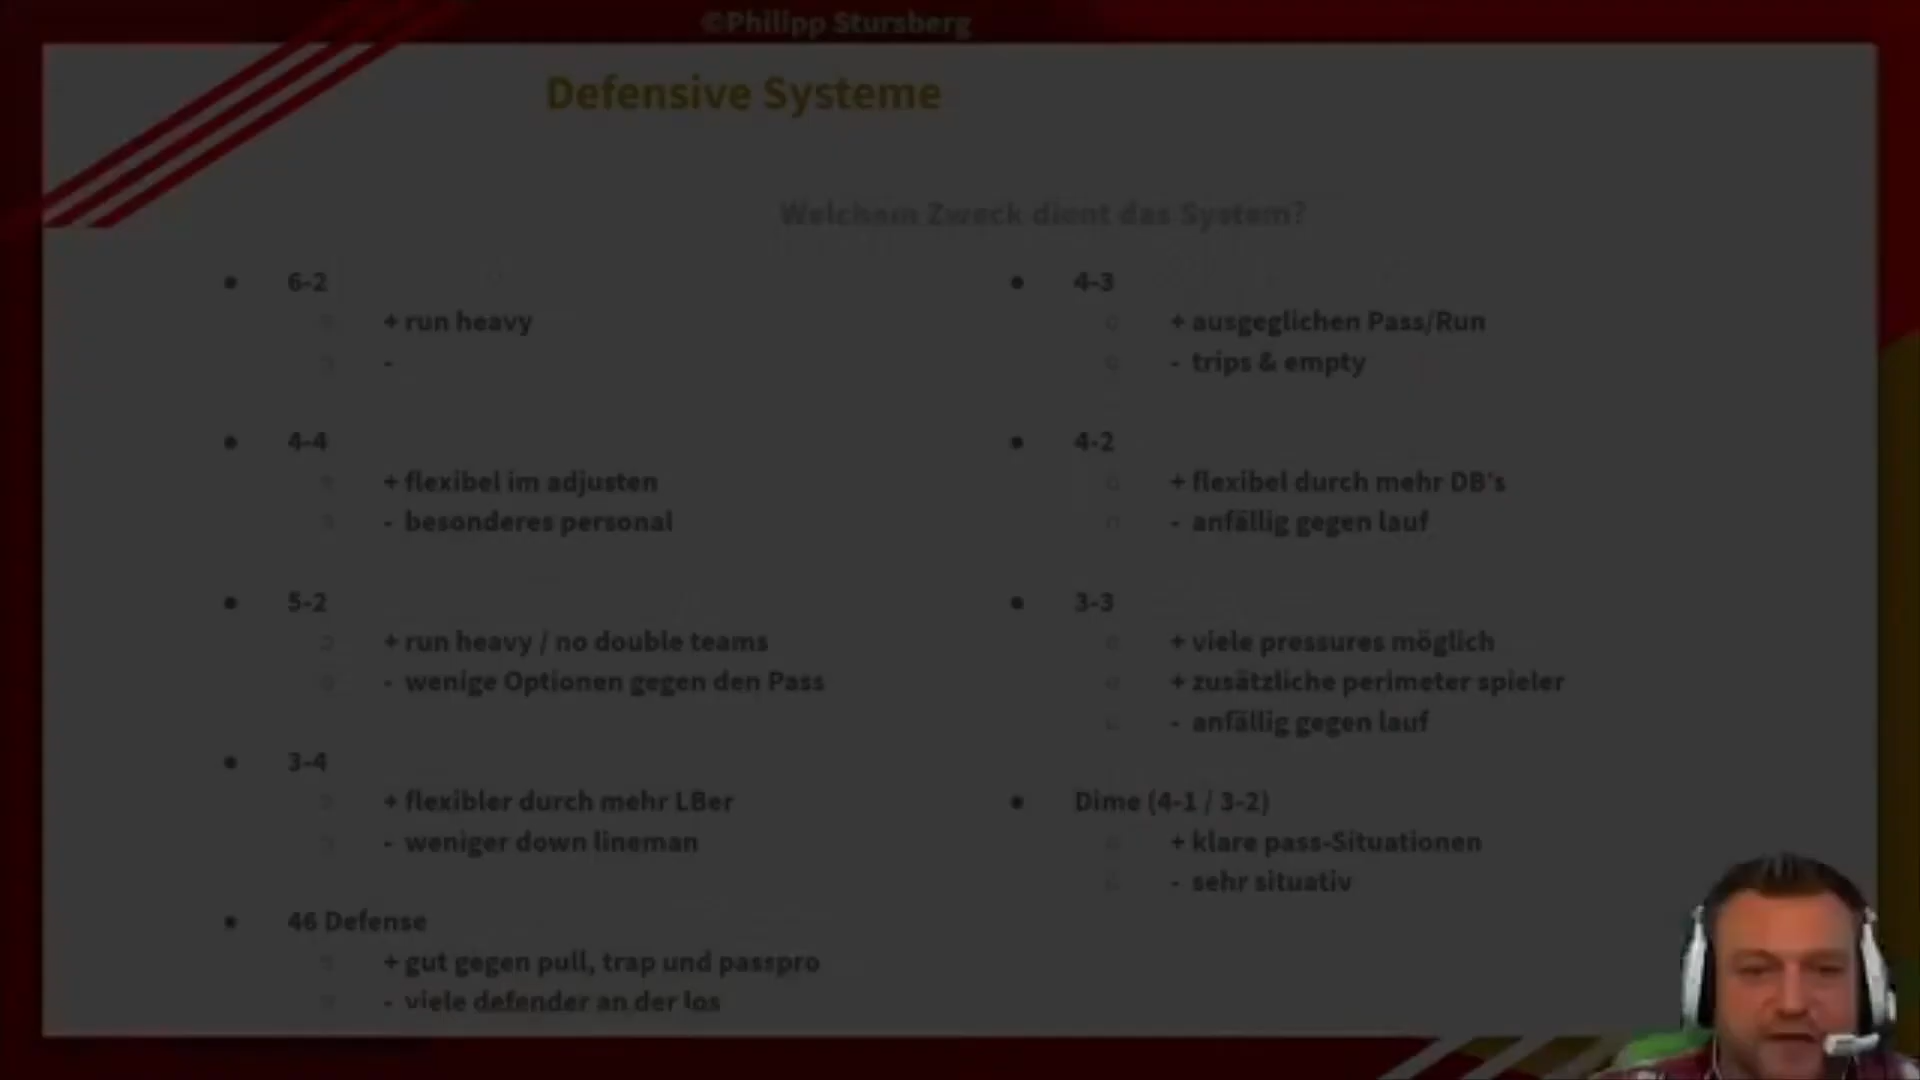 ©Philipp Stursberg
Defensive Systeme
Welchem Zweck dient das System?
6-2
+ run heavy
-
4-4
+ flexibel im adjusten
- besonderes personal
5-2
+ run heavy / no double teams
- wenige Optionen gegen den Pass
3-4
+ flexibler durch mehr LBer
- weniger down lineman
46 Defense
+ gut gegen pull, trap und passpro
- viele defender an der los
4-3
+ ausgeglichen Pass/Run
- trips & empty
4-2
+ flexibel durch mehr DB's
- anfällig gegen lauf
3-3
+ viele pressures möglich
+ zusätzliche perimeter spieler
- anfällig gegen lauf
Dime (4-1 / 3-2)
+ klare pass-Situationen
- sehr situativ